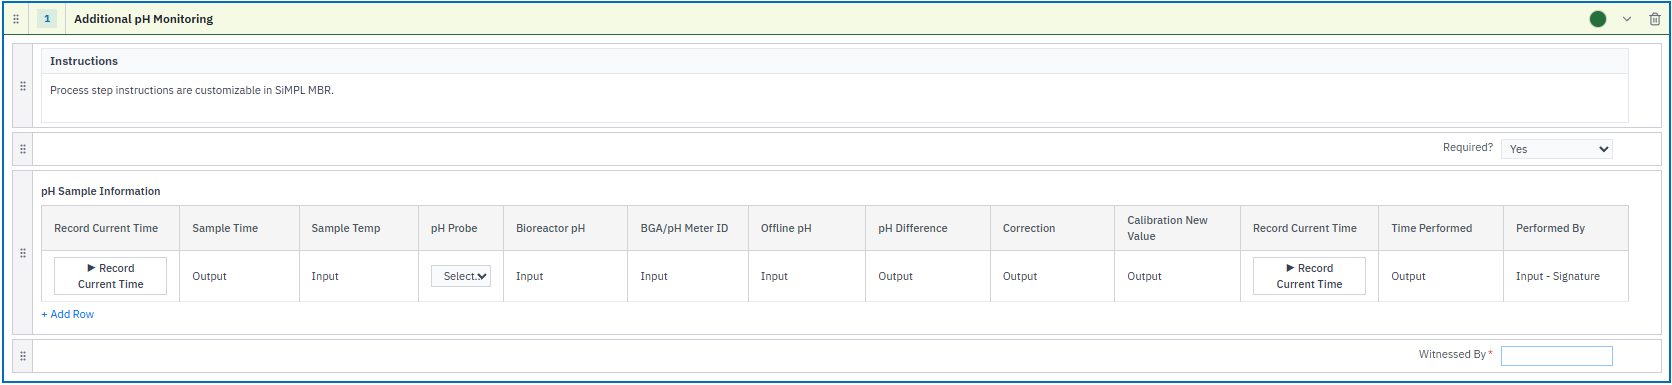 1 Additional pH Monitoring
Instructions
Process step instructions are customizable in SiMPL MBR.
Required? Yes
pH Sample Information
Record Current Time Sample Time Sample Temp pH Probe Bioreactor pH BGA/pH Meter ID Offline pH pH Difference Correction Calibration New Value Record Current Time Time Performed Performed By
▶ Record Current Time Output Input Select... Input Input Input Output Output Output ▶ Record Current Time Output Input - Signature
+ Add Row
Witnessed By *